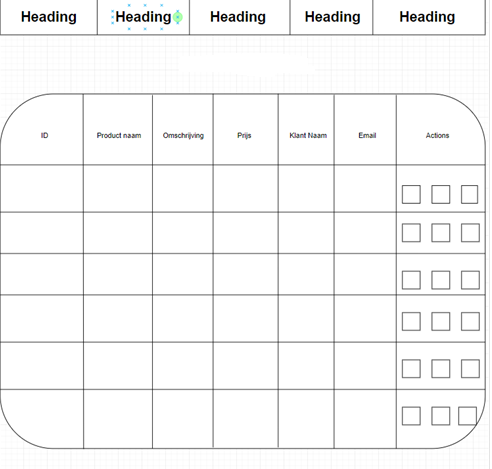 Heading Heading Heading Heading Heading
ID Product naam Omschrijving Prijs Klant Naam Email Actions